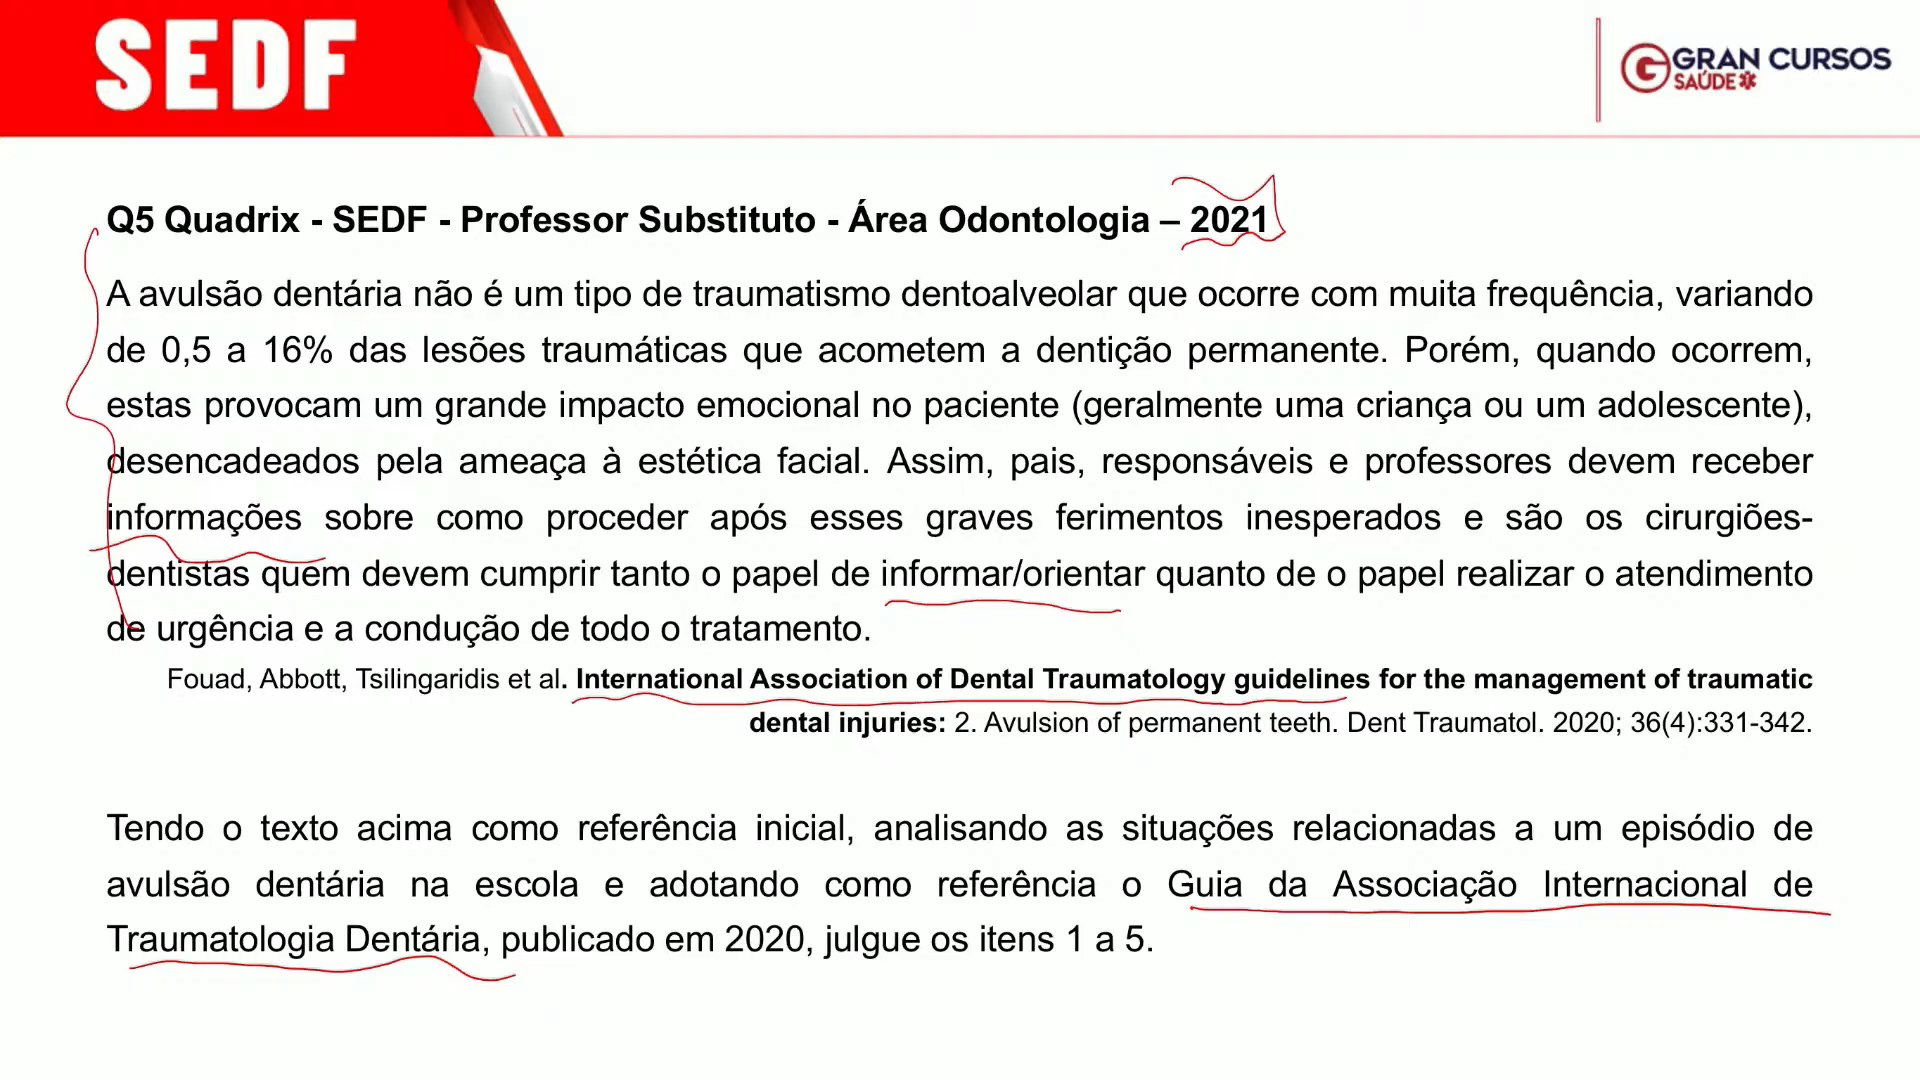 SEDF
GRAN CURSOS
SAÚDE
Q5 Quadrix - SEDF - Professor Substituto - Área Odontologia – 2021
A avulsão dentária não é um tipo de traumatismo dentoalveolar que ocorre com muita frequência, variando
de 0,5 a 16% das lesões traumáticas que acometem a dentição permanente. Porém, quando ocorrem,
estas provocam um grande impacto emocional no paciente (geralmente uma criança ou um adolescente),
desencadeados pela ameaça à estética facial. Assim, pais, responsáveis e professores devem receber
informações sobre como proceder após esses graves ferimentos inesperados e são os cirurgiões-
dentistas quem devem cumprir tanto o papel de informar/orientar quanto de o papel realizar o atendimento
de urgência e a condução de todo o tratamento.
Fouad, Abbott, Tsilingaridis et al. International Association of Dental Traumatology guidelines for the management of traumatic
dental injuries: 2. Avulsion of permanent teeth. Dent Traumatol. 2020; 36(4):331-342.
Tendo o texto acima como referência inicial, analisando as situações relacionadas a um episódio de
avulsão dentária na escola e adotando como referência o Guia da Associação Internacional de
Traumatologia Dentária, publicado em 2020, julgue os itens 1 a 5.